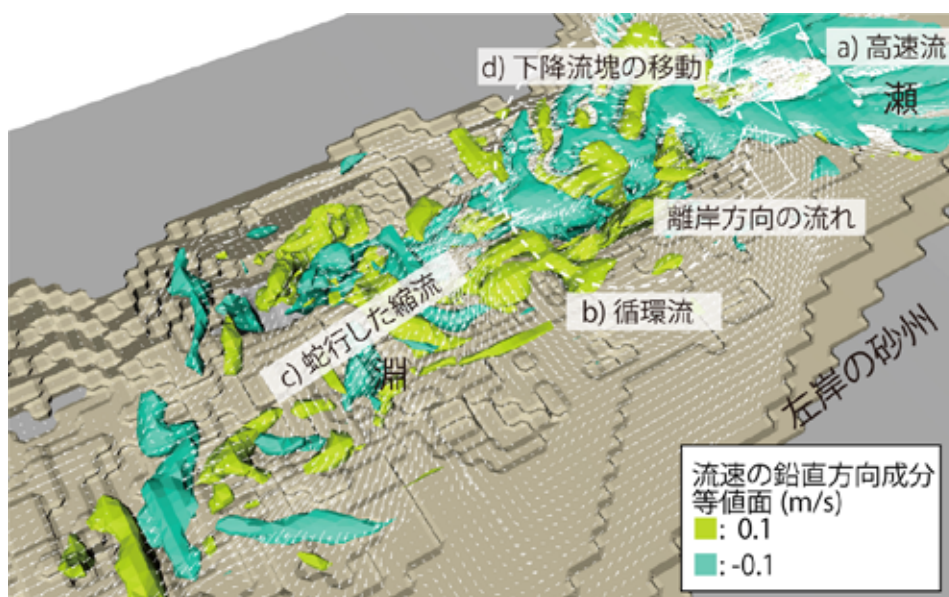 a) 高速流
d) 下降流塊の移動
瀬
離岸方向の流れ
b) 循環流
c) 蛇行した縮流
淵
左岸の砂州
流速の鉛直方向成分
等値面 (m/s)
: 0.1
: -0.1